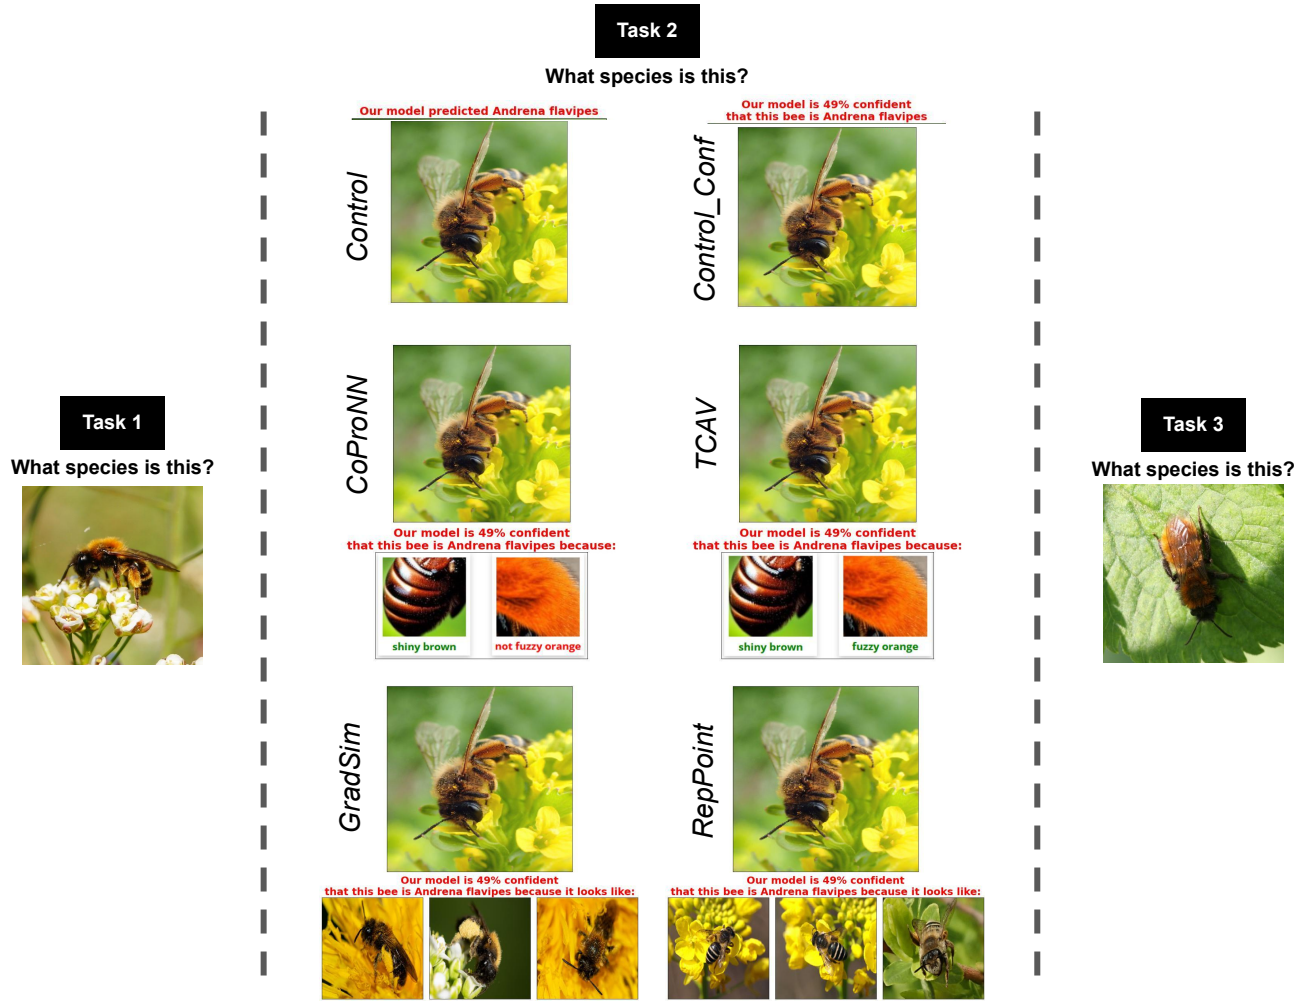 Task 2
What species is this?
Our model predicted Andrena flavipes
Control
Our model is 49% confident
that this bee is Andrena flavipes
Control_Conf
CoProNN
Our model is 49% confident
that this bee is Andrena flavipes because:
shiny brown
not fuzzy orange
TCAV
Our model is 49% confident
that this bee is Andrena flavipes because:
shiny brown
fuzzy orange
Task 1
What species is this?
Task 3
What species is this?
GradSim
Our model is 49% confident
that this bee is Andrena flavipes because it looks like:
RepPoint
Our model is 49% confident
that this bee is Andrena flavipes because it looks like: